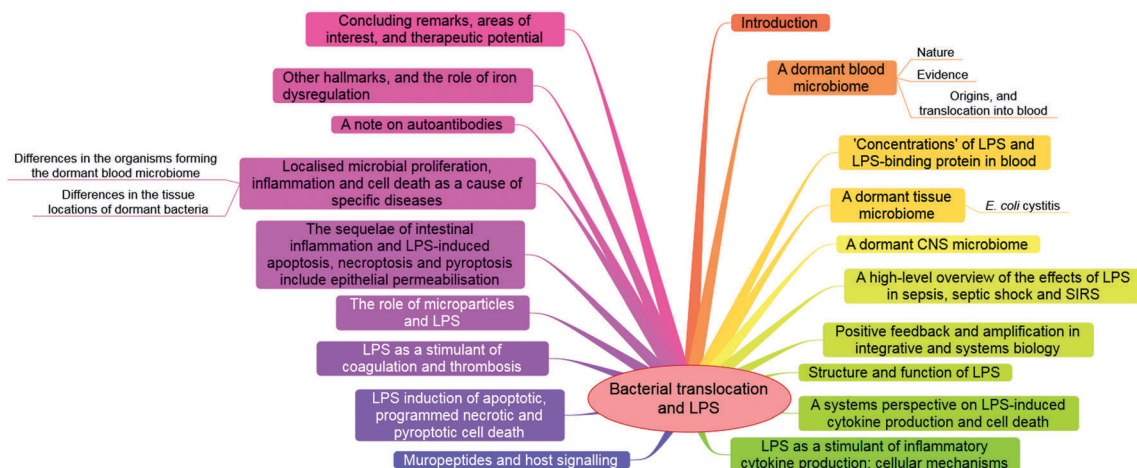 Introduction
A dormant blood
microbiome
Nature
Evidence
Origins, and
translocation into blood
'Concentrations' of LPS and
LPS-binding protein in blood
A dormant tissue
microbiome
E. coli cystitis
A dormant CNS microbiome
A high-level overview of the effects of LPS
in sepsis, septic shock and SIRS
Positive feedback and amplification in
integrative and systems biology
Structure and function of LPS
A systems perspective on LPS-induced
cytokine production and cell death
LPS as a stimulant of inflammatory
cytokine production: cellular mechanisms
Bacterial translocation
and LPS
Muropeptides and host signalling
LPS induction of apoptotic,
programmed necrotic and
pyroptotic cell death
LPS as a stimulant of
coagulation and thrombosis
The role of microparticles
and LPS
The sequelae of intestinal
inflammation and LPS-induced
apoptosis, necroptosis and pyroptosis
include epithelial permeabilisation
Localised microbial proliferation,
inflammation and cell death as a cause of
specific diseases
Differences in the organisms forming
the dormant blood microbiome
Differences in the tissue
locations of dormant bacteria
A note on autoantibodies
Other hallmarks, and the role of iron
dysregulation
Concluding remarks, areas of
interest, and therapeutic potential